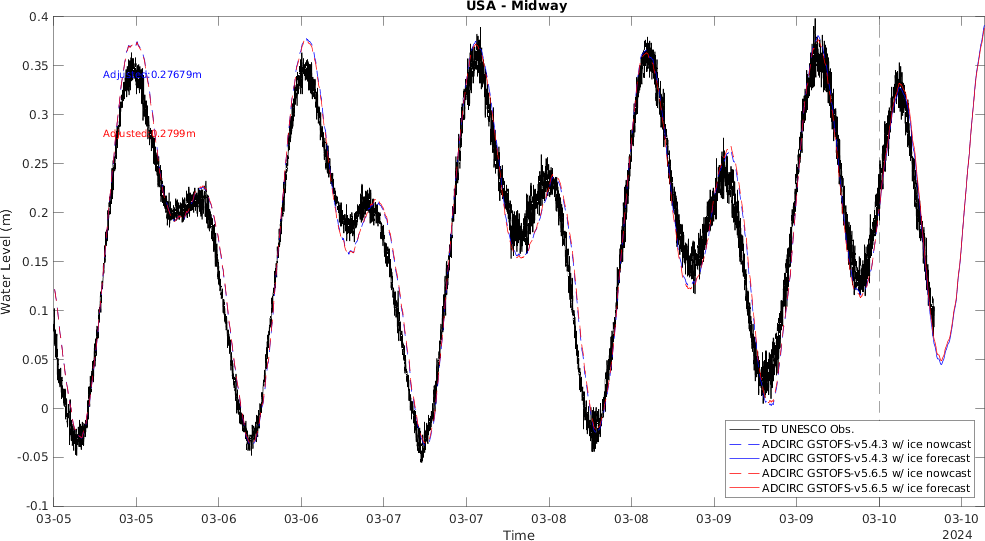 USA - Midway
0.4
0.35
0.3
0.25
0.2
0.15
0.1
0.05
0
-0.05
-0.1
Water Level (m)
Adjusted:0.27679m
Adjusted:0.2799m
TD UNESCO Obs.
ADCIRC GSTOFS-v5.4.3 w/ ice nowcast
ADCIRC GSTOFS-v5.4.3 w/ ice forecast
ADCIRC GSTOFS-v5.6.5 w/ ice nowcast
ADCIRC GSTOFS-v5.6.5 w/ ice forecast
03-05 03-05 03-06 03-06 03-07 03-07 03-08 03-08 03-09 03-09 03-10 03-10
2024
Time